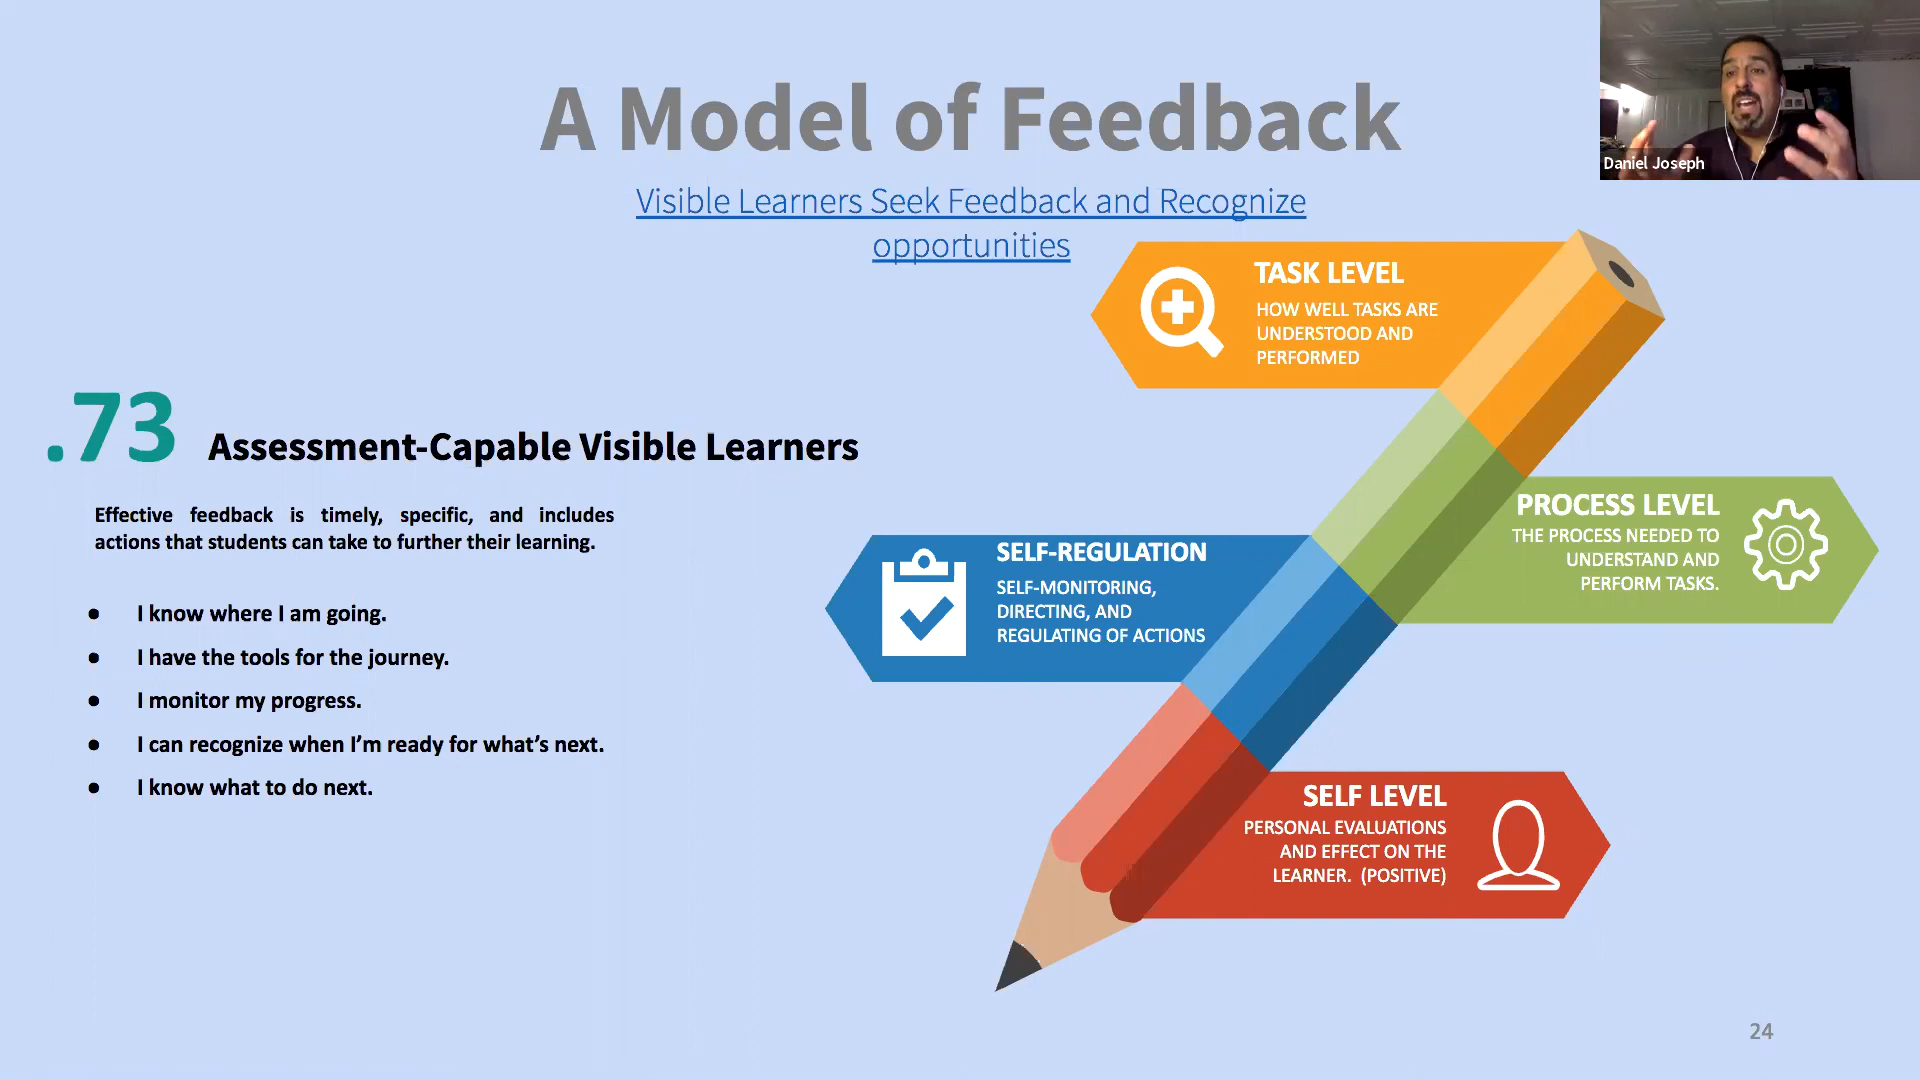 A Model of Feedback
Visible Learners Seek Feedback and Recognize
opportunities
Daniel Joseph
TASK LEVEL
HOW WELL TASKS ARE
UNDERSTOOD AND
PERFORMED
.73 Assessment-Capable Visible Learners
Effective feedback is timely, specific, and includes
actions that students can take to further their learning.
● I know where I am going.
● I have the tools for the journey.
● I monitor my progress.
● I can recognize when I’m ready for what’s next.
● I know what to do next.
PROCESS LEVEL
THE PROCESS NEEDED TO
UNDERSTAND AND
PERFORM TASKS.
SELF-REGULATION
SELF-MONITORING,
DIRECTING, AND
REGULATING OF ACTIONS
SELF LEVEL
PERSONAL EVALUATIONS
AND EFFECT ON THE
LEARNER. (POSITIVE)
24